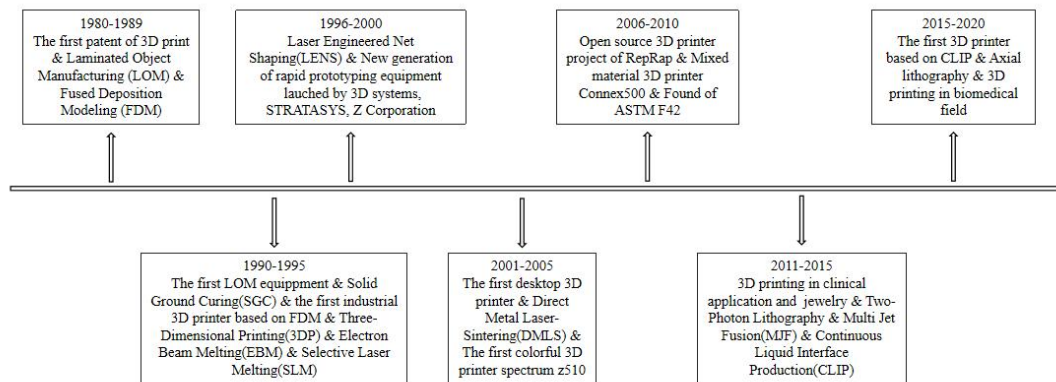 1980-1989
The first patent of 3D print
& Laminated Object
Manufacturing (LOM) &
Fused Deposition
Modeling (FDM)
1996-2000
Laser Engineered Net
Shaping(LENS) & New generation
of rapid prototyping equipment
lauched by 3D systems,
STRATASYS, Z Corporation
2006-2010
Open source 3D printer
project of RepRap & Mixed
material 3D printer
Connex500 & Found of
ASTM F42
2015-2020
The first 3D printer
based on CLIP & Axial
lithography & 3D
printing in biomedical
field
1990-1995
The first LOM equippment & Solid
Ground Curing(SGC) & the first industrial
3D printer based on FDM & Three-
Dimensional Printing(3DP) & Electron
Beam Melting(EBM) & Selective Laser
Melting(SLM)
2001-2005
The first desktop 3D
printer & Direct
Metal Laser-
Sintering(DMLS) &
The first colorful 3D
printer spectrum z510
2011-2015
3D printing in clinical
application and jewelry & Two-
Photon Lithography & Multi Jet
Fusion(MJF) & Continuous
Liquid Interface
Production(CLIP)